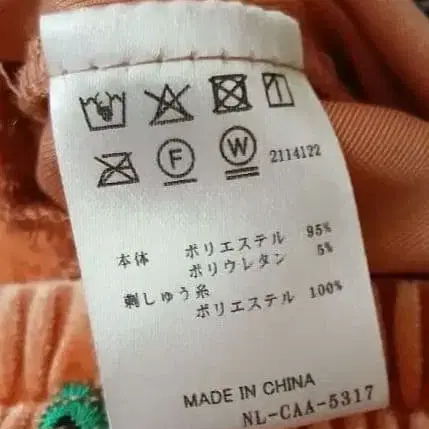 F W 2114122
本体 ポリエステル 95%
ポリウレタン 5%
刺しゅう糸
ポリエステル 100%
MADE IN CHINA
NL-CAA-5317